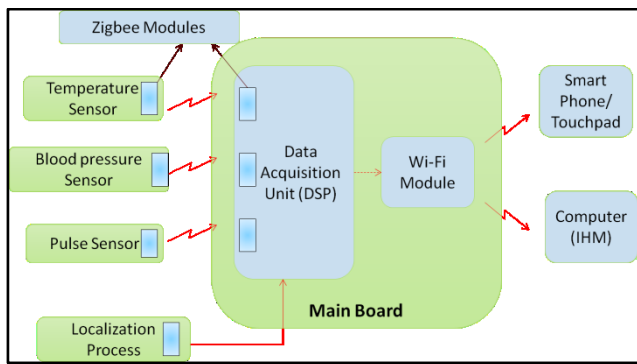 Zigbee Modules
Temperature
Sensor
Blood pressure
Sensor
Pulse Sensor
Localization
Process
Data
Acquisition
Unit (DSP)
Wi-Fi
Module
Main Board
Smart
Phone/
Touchpad
Computer
(IHM)